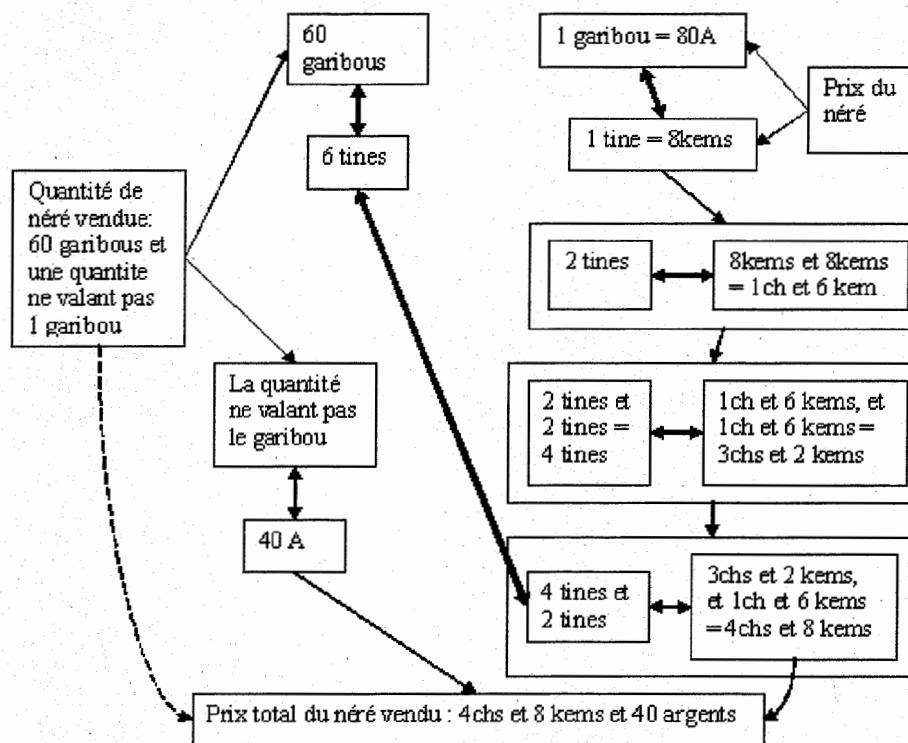 60
garibous
1 garibou = 80A
Prix du
néré
6 tines
1 tine = 8kems
Quantité de
néré vendue:
60 garibous et
une quantite
ne valant pas
1 garibou
2 tines
8kems et 8kems
= 1ch et 6 kem
La quantité
ne valant pas
le garibou
2 tines et
2 tines =
4 tines
1ch et 6 kems, et
1ch et 6 kems =
3chs et 2 kems
40 A
4 tines et
2 tines
3chs et 2 kems,
et 1ch et 6 kems
=4chs et 8 kems
Prix total du néré vendu : 4chs et 8 kems et 40 argents